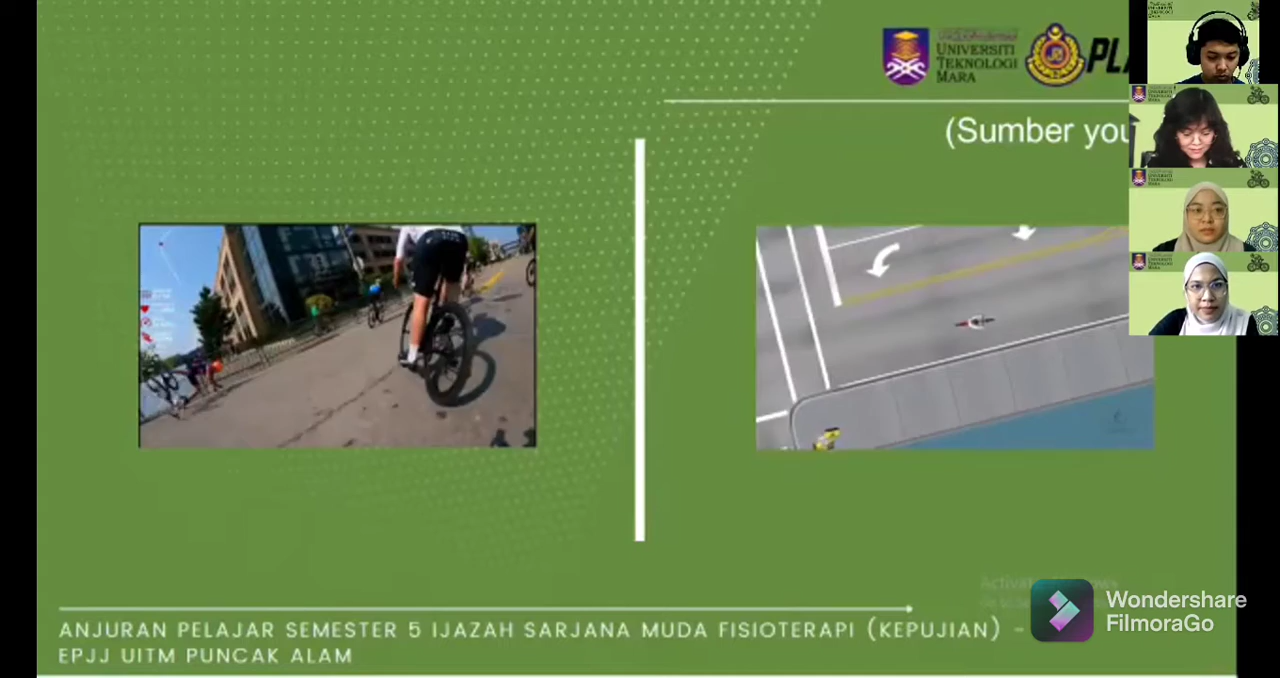 UNIVERSITI
TEKNOLOGI
MARA
PL
(Sumber you
ANJURAN PELAJAR SEMESTER 5 IJAZAH SARJANA MUDA FISIOTERAPI (KEPUJIAN) -
EPJJ UITM PUNCAK ALAM
Wondershare
FilmoraGo